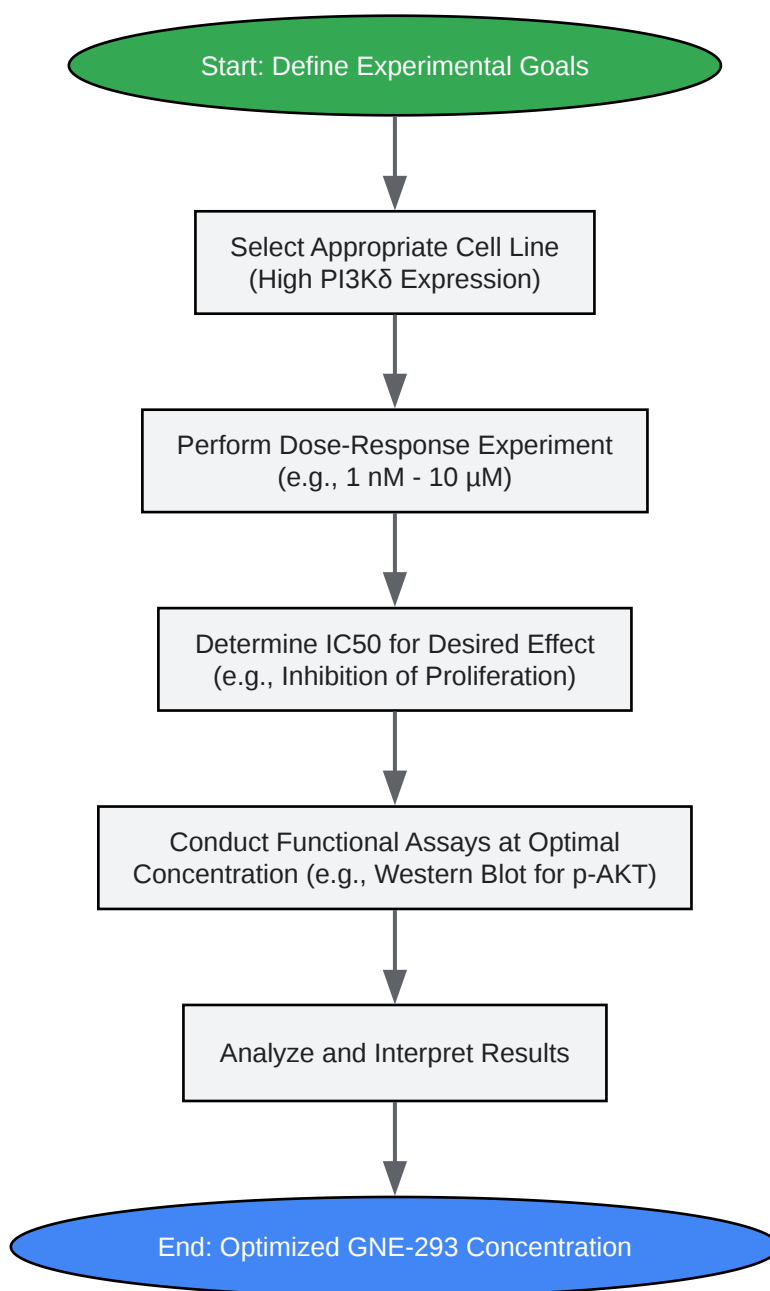 Start: Define Experimental Goals
Select Appropriate Cell Line
(High PI3Kδ Expression)
Perform Dose-Response Experiment
(e.g., 1 nM - 10 µM)
Determine IC50 for Desired Effect
(e.g., Inhibition of Proliferation)
Conduct Functional Assays at Optimal
Concentration (e.g., Western Blot for p-AKT)
Analyze and Interpret Results
End: Optimized GNE-293 Concentration